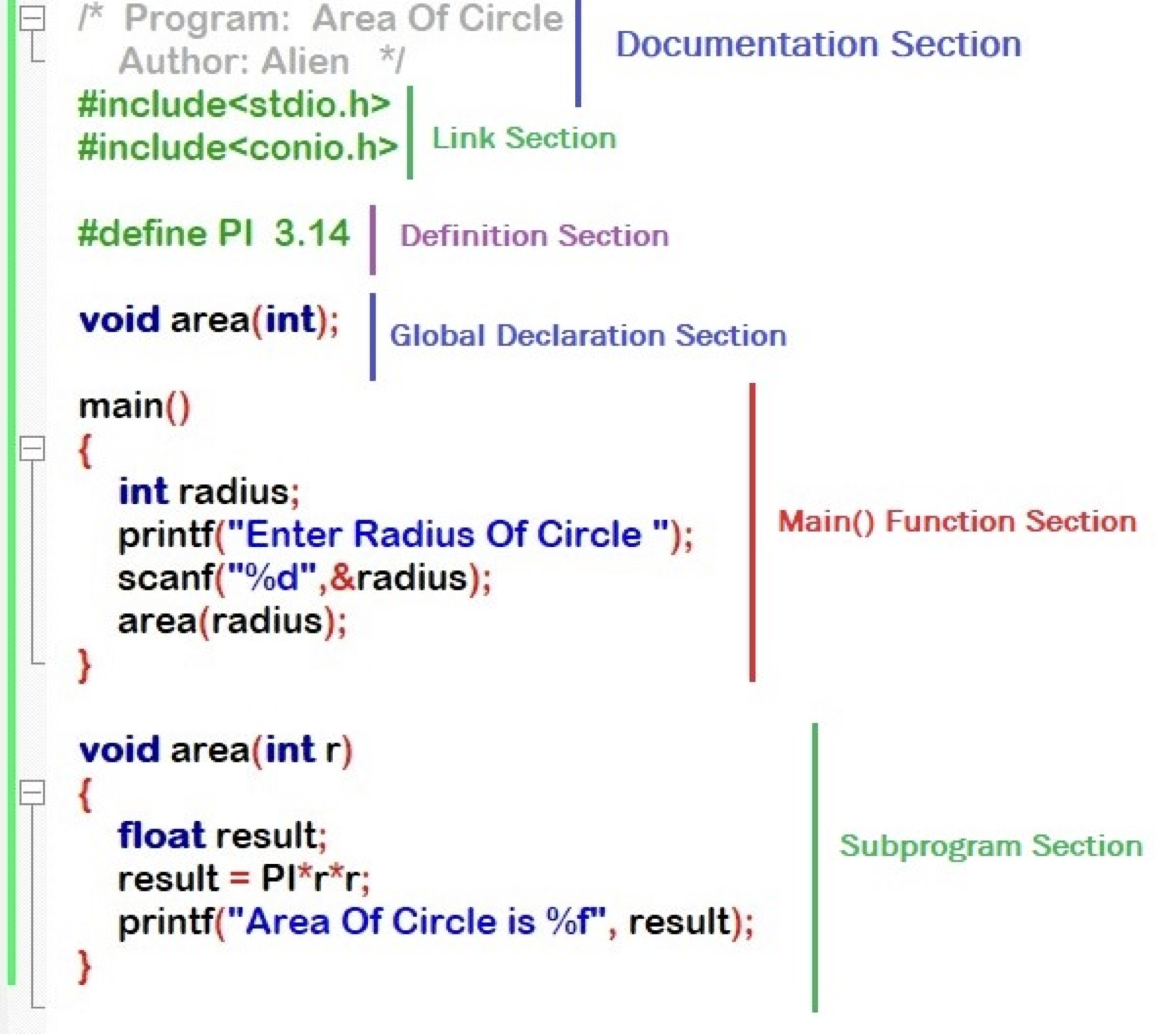 /* Program: Area Of Circle
Author: Alien */
Documentation Section
#include<stdio.h>
#include<conio.h>
Link Section
#define PI 3.14
Definition Section
void area(int);
Global Declaration Section
main()
{
int radius;
printf("Enter Radius Of Circle ");
scanf("%d",&radius);
area(radius);
}
Main() Function Section
void area(int r)
{
float result;
result = PI*r*r;
printf("Area Of Circle is %f", result);
}
Subprogram Section